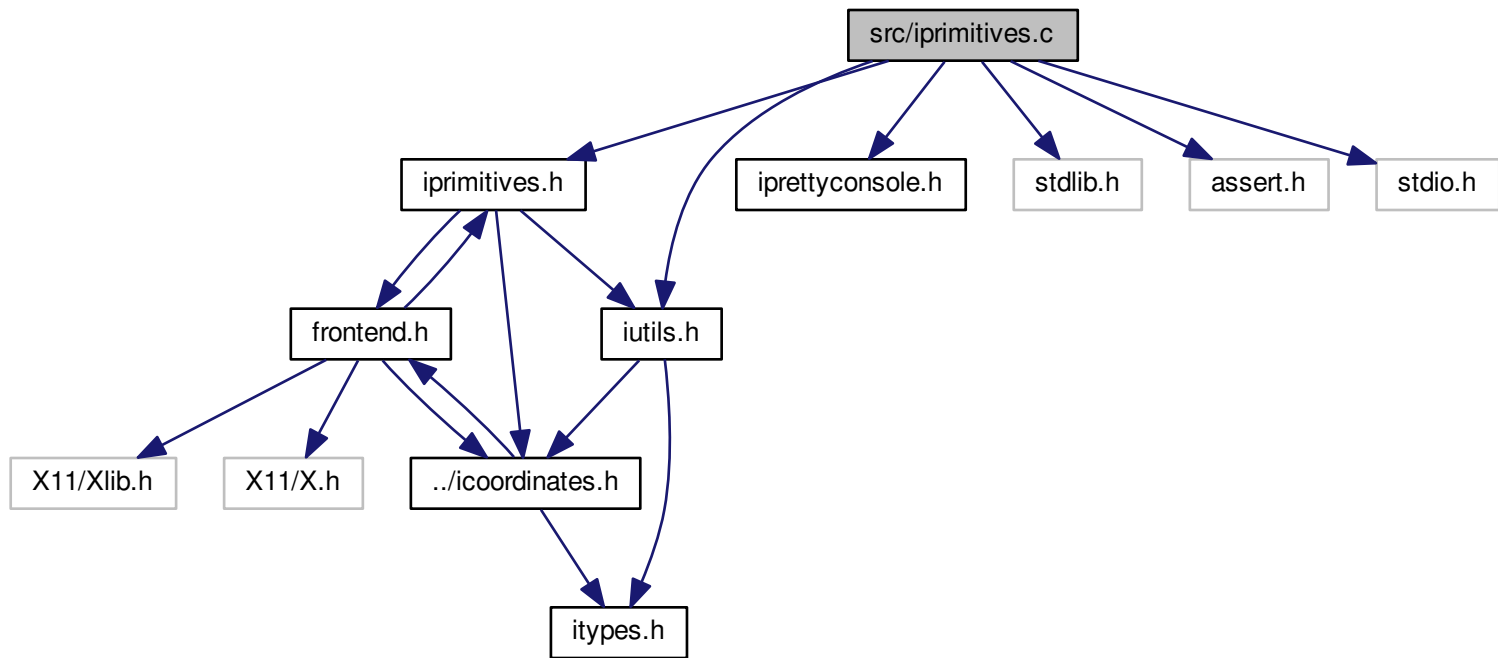 src/iprimitives.c
iprimitives.h
iprettyconsole.h
stdlib.h
assert.h
stdio.h
frontend.h
iutils.h
X11/Xlib.h
X11/X.h
../icoordinates.h
itypes.h